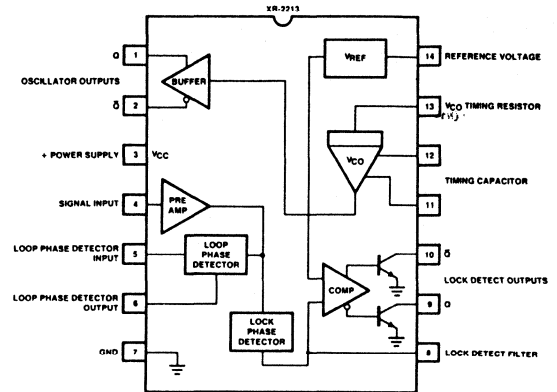 XR-2213
Q 1
OSCILLATOR OUTPUTS
Q̅ 2
+ POWER SUPPLY 3 VCC
SIGNAL INPUT 4
LOOP PHASE DETECTOR
INPUT
5
LOOP PHASE DETECTOR
OUTPUT
6
GND 7
BUFFER
PRE
AMP
LOOP
PHASE
DETECTOR
LOCK
PHASE
DETECTOR
VREF
VCO
COMP
14 REFERENCE VOLTAGE
13 VCO TIMING RESISTOR
12
TIMING CAPACITOR
11
10 Q̅
LOCK DETECT OUTPUTS
9 Q
8 LOCK DETECT FILTER